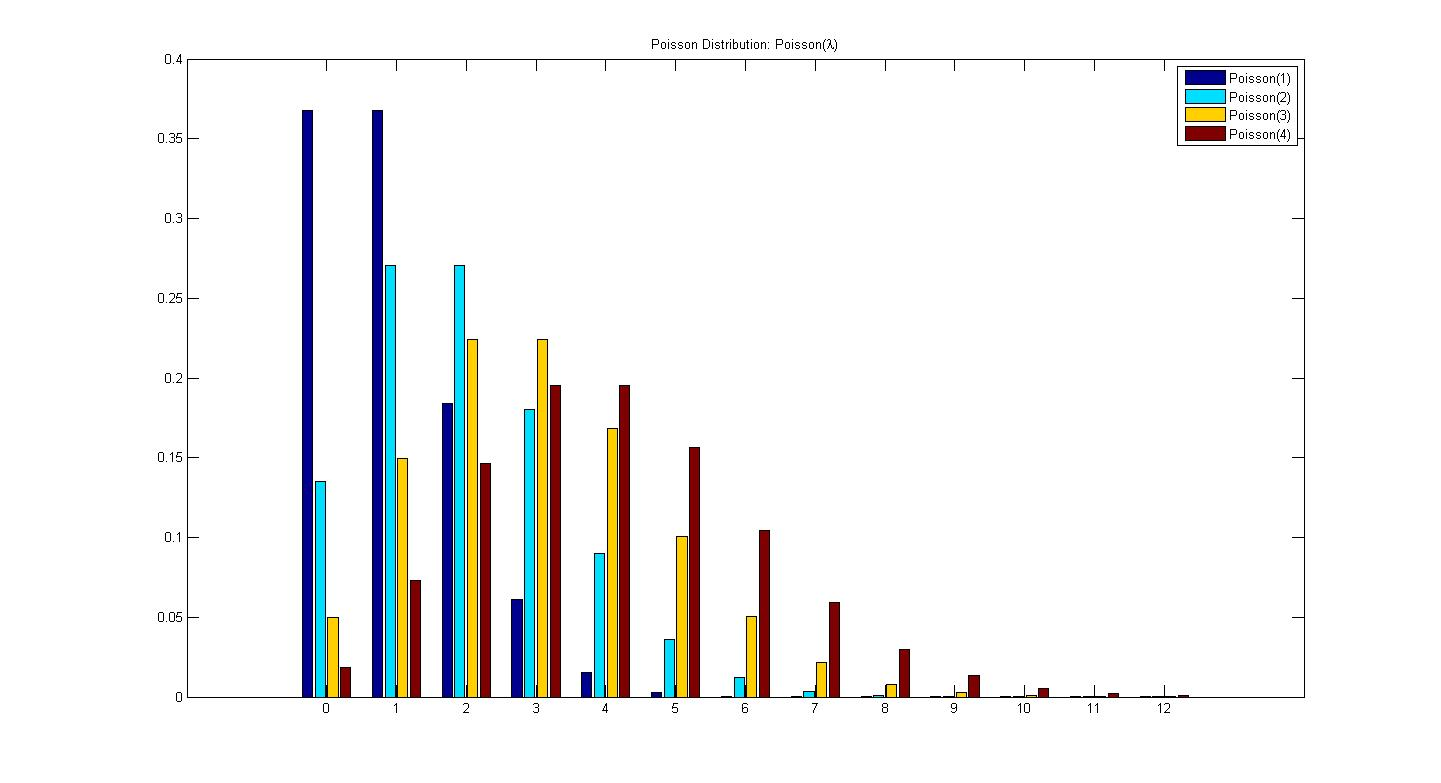 Poisson Distribution: Poisson(λ)
0.4
0.35
0.3
0.25
0.2
0.15
0.1
0.05
0
0 1 2 3 4 5 6 7 8 9 10 11 12
Poisson(1)
Poisson(2)
Poisson(3)
Poisson(4)